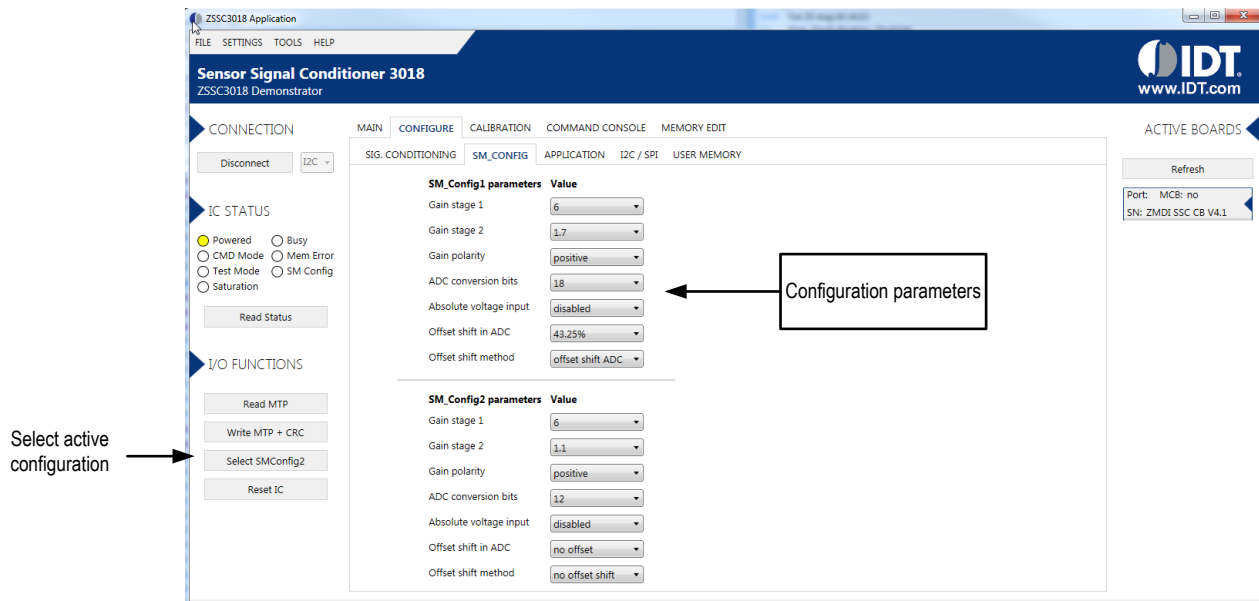 ZSSC3018 Application
FILE SETTINGS TOOLS HELP
Sensor Signal Conditioner 3018
ZSSC3018 Demonstrator
IDT.
www.IDT.com
CONNECTION
Disconnect I2C
IC STATUS
Powered Busy
CMD Mode Mem Error
Test Mode SM Config
Saturation
Read Status
I/O FUNCTIONS
Read MTP
Write MTP + CRC
Select SMConfig2
Reset IC
Select active
configuration
MAIN CONFIGURE CALIBRATION COMMAND CONSOLE MEMORY EDIT
SIG. CONDITIONING SM_CONFIG APPLICATION I2C / SPI USER MEMORY
SM_Config1 parameters Value
Gain stage 1 6
Gain stage 2 1.7
Gain polarity positive
ADC conversion bits 18
Absolute voltage input disabled
Offset shift in ADC 43.25%
Offset shift method offset shift ADC
SM_Config2 parameters Value
Gain stage 1 6
Gain stage 2 1.1
Gain polarity positive
ADC conversion bits 12
Absolute voltage input disabled
Offset shift in ADC no offset
Offset shift method no offset shift
Configuration parameters
ACTIVE BOARDS
Refresh
Port: MCB: no
SN: ZMDI SSC CB V4.1